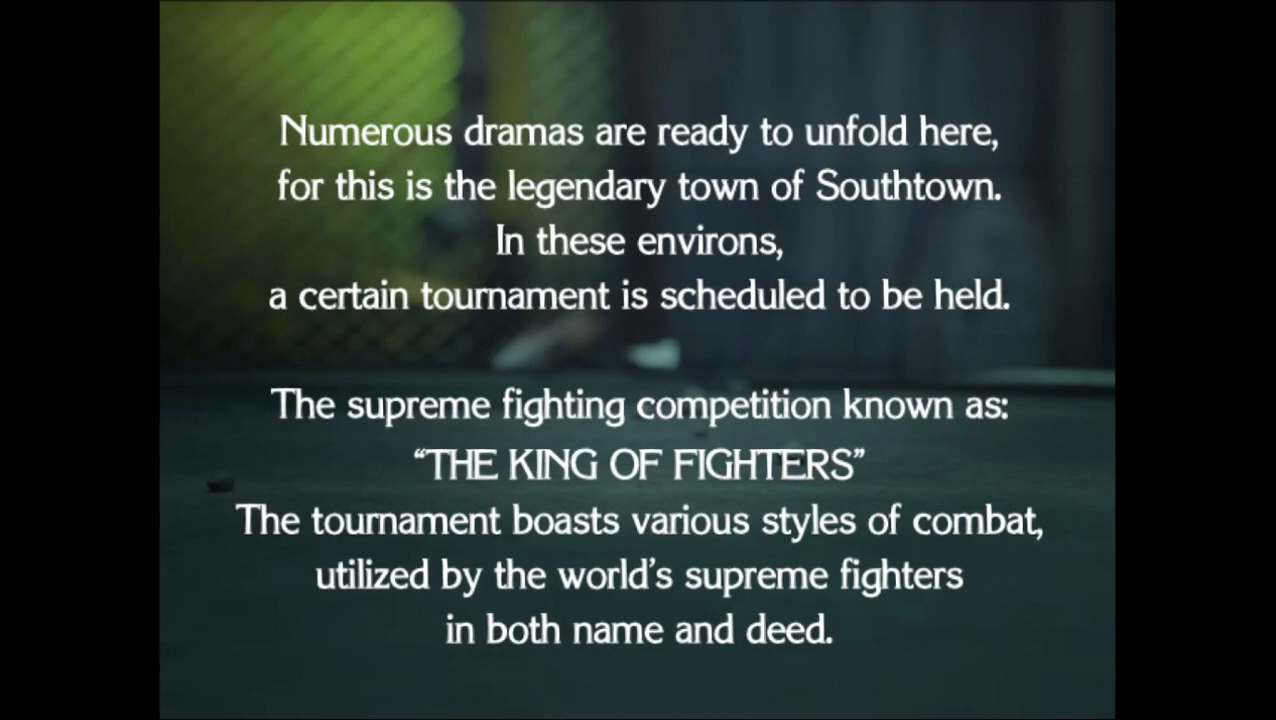 Numerous dramas are ready to unfold here,
for this is the legendary town of Southtown.
In these environs,
a certain tournament is scheduled to be held.
The supreme fighting competition known as:
“THE KING OF FIGHTERS”
The tournament boasts various styles of combat,
utilized by the world’s supreme fighters
in both name and deed.